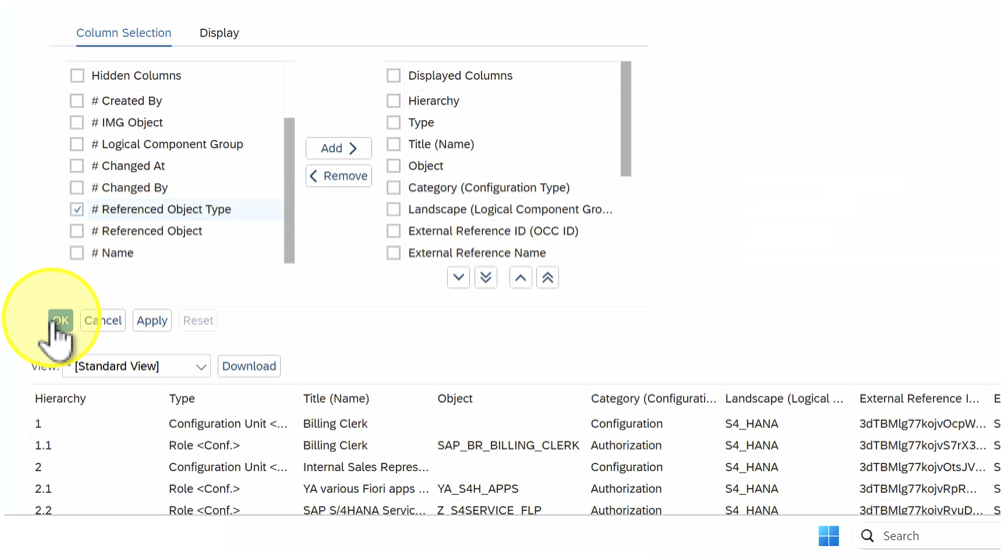 Column Selection Display
Hidden Columns
# Created By
# IMG Object
# Logical Component Group
# Changed At
# Changed By
# Referenced Object Type
# Referenced Object
# Name
Add
Remove
Displayed Columns
Hierarchy
Type
Title (Name)
Object
Category (Configuration Type)
Landscape (Logical Component Gro...
External Reference ID (OCC ID)
External Reference Name
OK Cancel Apply Reset
View: * [Standard View] Download
Hierarchy Type Title (Name) Object Category (Configurati... Landscape (Logical ... External Reference I... E
1 Configuration Unit <... Billing Clerk Configuration S4_HANA 3dTBMlg77kojvOcpW... S
1.1 Role <Conf.> Billing Clerk SAP_BR_BILLING_CLERK Authorization S4_HANA 3dTBMlg77kojvS7rX3... S
2 Configuration Unit <... Internal Sales Repres... Configuration S4_HANA 3dTBMlg77kojvOtsJV... S
2.1 Role <Conf.> YA various Fiori apps ... YA_S4H_APPS Authorization S4_HANA 3dTBMlg77kojvRpR... S
2.2 Role <Conf.> SAP S/4HANA Servic... Z_S4SERVICE_FLP Authorization S4_HANA 3dTBMlg77kojvRvuD... S
Search